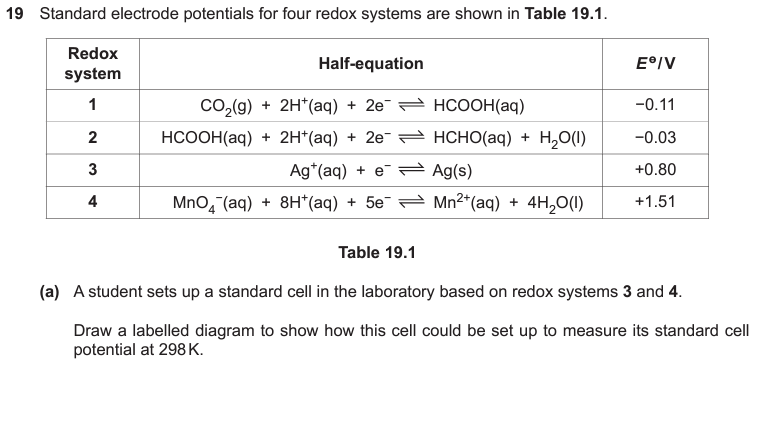 19 Standard electrode potentials for four redox systems are shown in Table 19.1.
Redox system | Half-equation | E⦵/V
1 | CO₂(g) + 2H⁺(aq) + 2e⁻ ⇌ HCOOH(aq) | −0.11
2 | HCOOH(aq) + 2H⁺(aq) + 2e⁻ ⇌ HCHO(aq) + H₂O(l) | −0.03
3 | Ag⁺(aq) + e⁻ ⇌ Ag(s) | +0.80
4 | MnO₄⁻(aq) + 8H⁺(aq) + 5e⁻ ⇌ Mn²⁺(aq) + 4H₂O(l) | +1.51
Table 19.1
(a) A student sets up a standard cell in the laboratory based on redox systems 3 and 4.
Draw a labelled diagram to show how this cell could be set up to measure its standard cell
potential at 298 K.